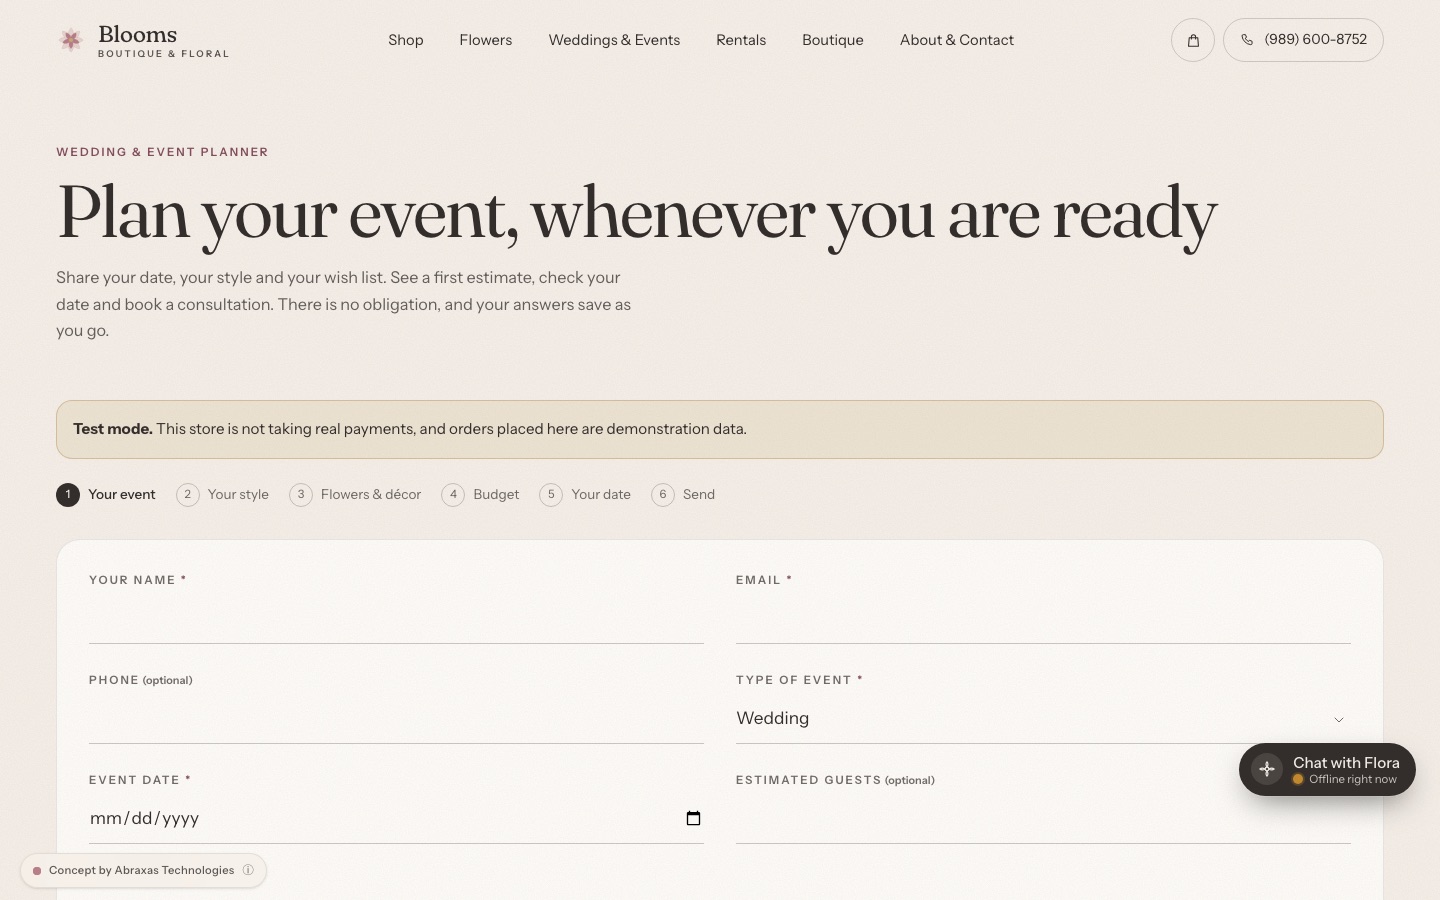 Blooms
BOUTIQUE & FLORAL
Shop
Flowers
Weddings & Events
Rentals
Boutique
About & Contact
(989) 600-8752
WEDDING & EVENT PLANNER
Plan your event, whenever you are ready
Share your date, your style and your wish list. See a first estimate, check your
date and book a consultation. There is no obligation, and your answers save as
you go.
Test mode. This store is not taking real payments, and orders placed here are demonstration data.
1 Your event
2 Your style
3 Flowers & décor
4 Budget
5 Your date
6 Send
YOUR NAME *
EMAIL *
PHONE (optional)
TYPE OF EVENT *
Wedding
EVENT DATE *
ESTIMATED GUESTS (optional)
mm/dd/yyyy
Chat with Flora
Offline right now
Concept by Abraxas Technologies ⓘ